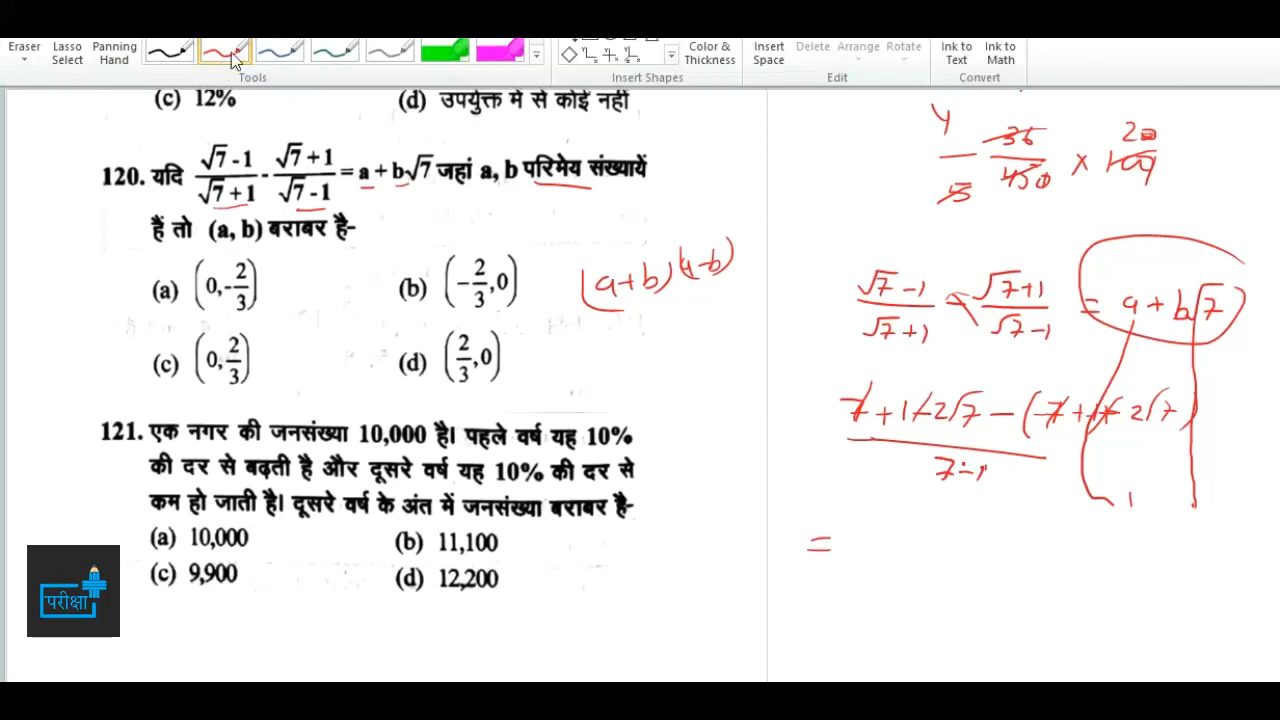 Eraser Lasso Select Panning Hand Color & Thickness Insert Space Delete Arrange Rotate Ink to Text Ink to Math
Tools Insert Shapes Edit Convert
(c) 12% (d) उपर्युक्त में से कोई नहीं
120. यदि (√7 - 1)/(√7 + 1) - (√7 + 1)/(√7 - 1) = a + b√7 जहां a, b परिमेय संख्यायें
हैं तो (a, b) बराबर है-
(a) (0, -2/3) (b) (-2/3, 0)
(c) (0, 2/3) (d) (2/3, 0)
(a+b)(a-b)
121. एक नगर की जनसंख्या 10,000 है। पहले वर्ष यह 10%
की दर से बढ़ती है और दूसरे वर्ष यह 10% की दर से
कम हो जाती है। दूसरे वर्ष के अंत में जनसंख्या बराबर है-
(a) 10,000 (b) 11,100
(c) 9,900 (d) 12,200
परीक्षा
(√7-1)/(√7+1) - (√7+1)/(√7-1) = a + b√7
7+1-2√7 - (7+1+2√7)
7-1
=